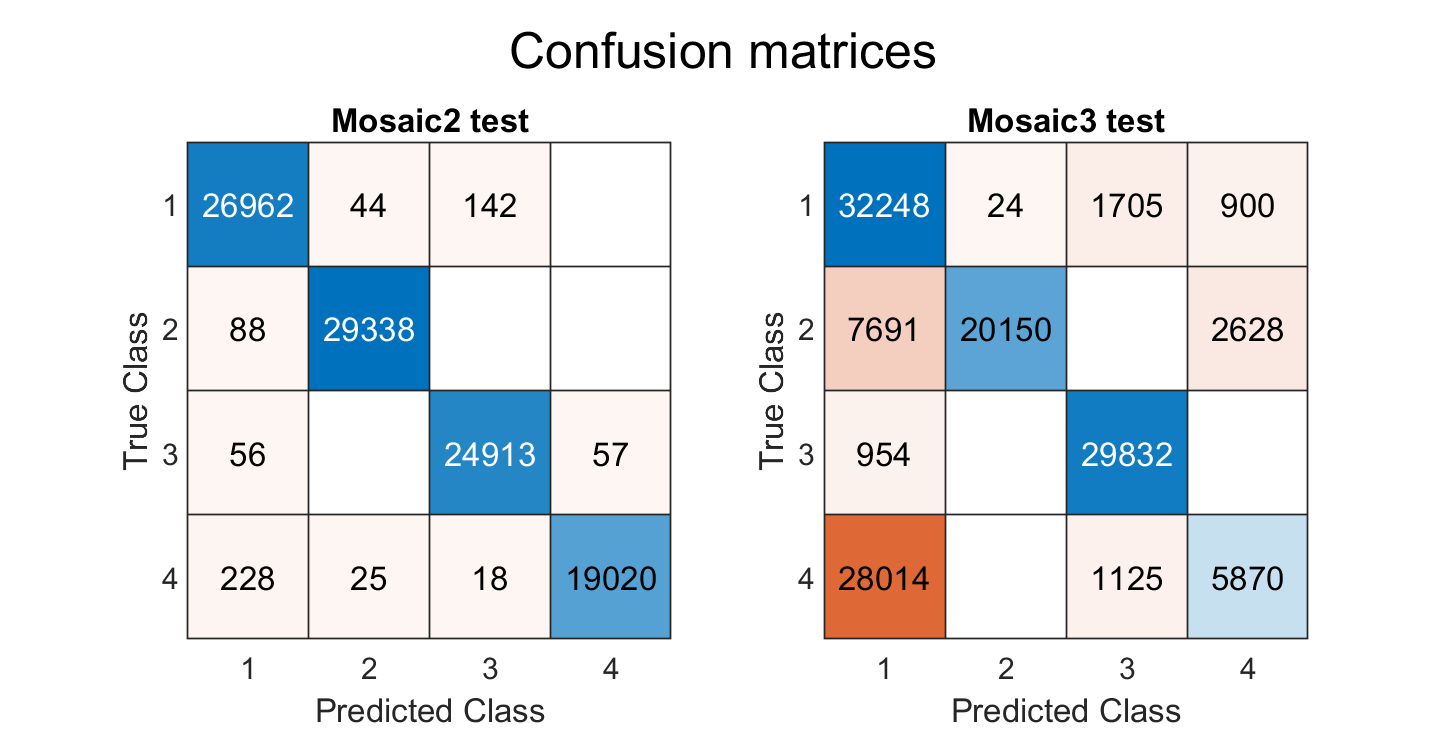 Confusion matrices
Mosaic2 test
1 26962 44 142
2 88 29338
3 56 24913 57
4 228 25 18 19020
1 2 3 4
True Class
Predicted Class
Mosaic3 test
1 32248 24 1705 900
2 7691 20150 2628
3 954 29832
4 28014 1125 5870
1 2 3 4
True Class
Predicted Class